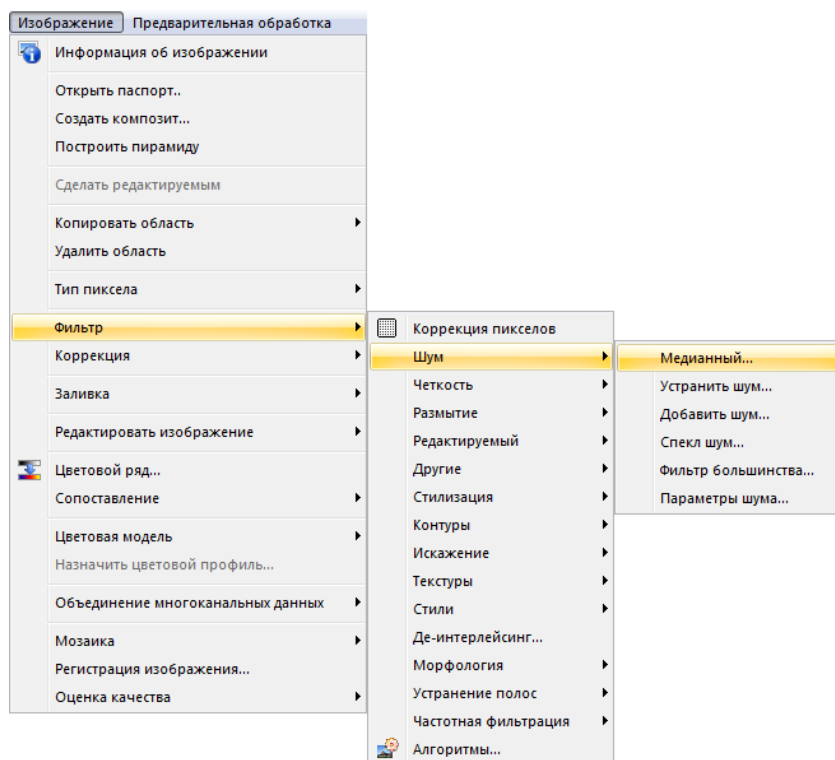 Изображение Предварительная обработка
Информация об изображении
Открыть паспорт..
Создать композит...
Построить пирамиду
Сделать редактируемым
Копировать область
Удалить область
Тип пиксела
Фильтр
Коррекция
Заливка
Редактировать изображение
Цветовой ряд...
Сопоставление
Цветовая модель
Назначить цветовой профиль...
Объединение многоканальных данных
Мозаика
Регистрация изображения...
Оценка качества
Коррекция пикселов
Шум
Четкость
Размытие
Редактируемый
Другие
Стилизация
Контуры
Искажение
Текстуры
Стили
Де-интерлейсинг...
Морфология
Устранение полос
Частотная фильтрация
Алгоритмы...
Медианный...
Устранить шум...
Добавить шум...
Спекл шум...
Фильтр большинства...
Параметры шума...